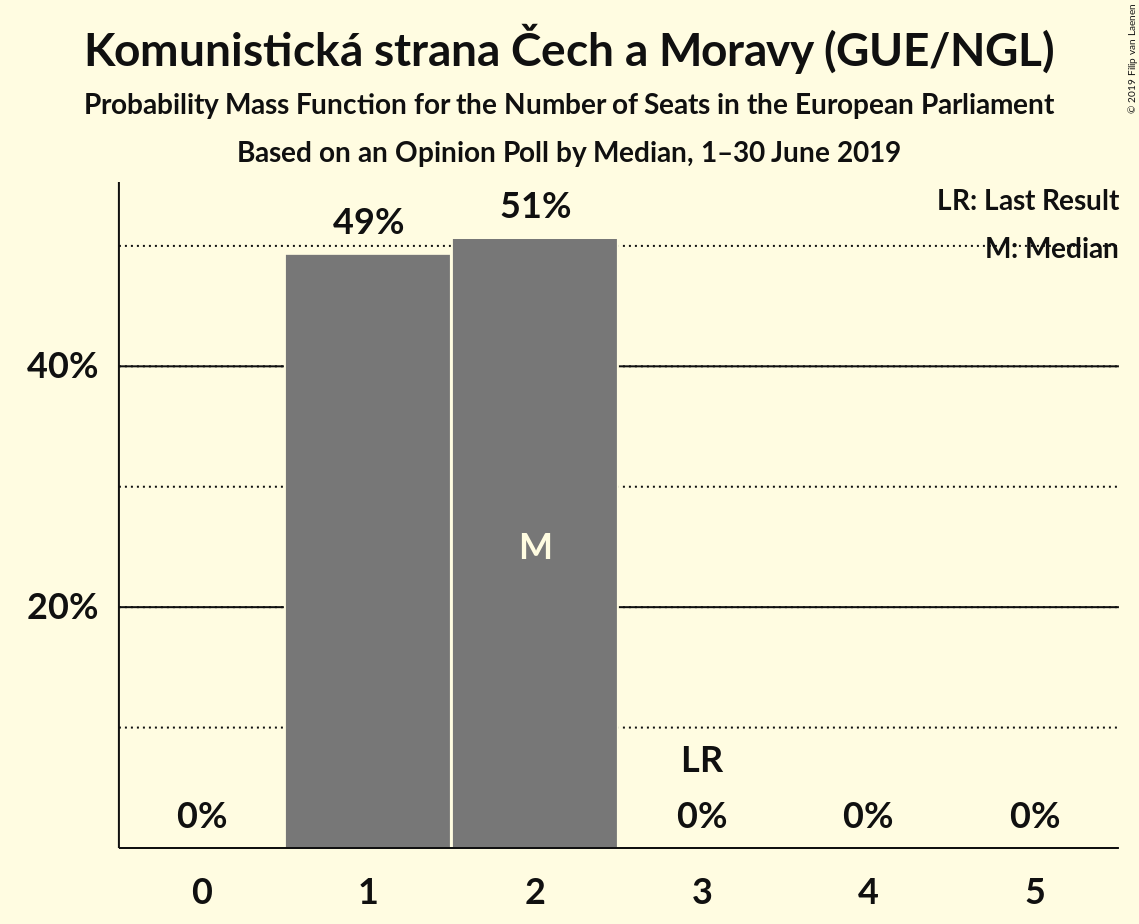 Komunistická strana Čech a Moravy (GUE/NGL)
Probability Mass Function for the Number of Seats in the European Parliament
Based on an Opinion Poll by Median, 1–30 June 2019
© 2019 Filip van Laenen
LR: Last Result
M: Median
49%
51%
40%
20%
M
LR
0%
0%
0%
0%
0
1
2
3
4
5